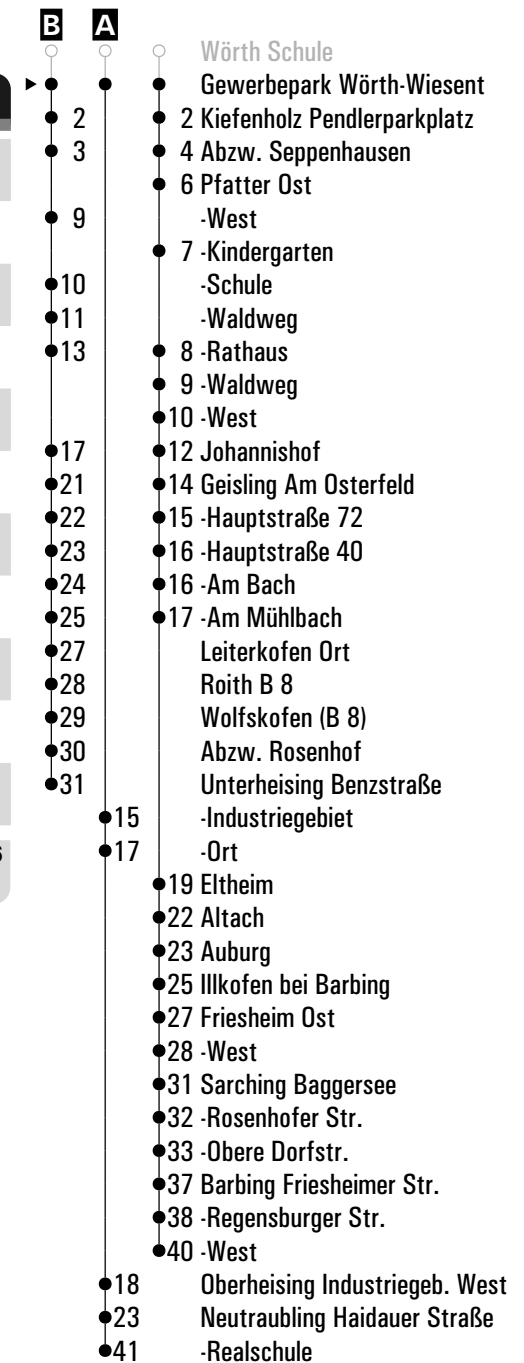 B A
Wörth Schule
Gewerbepark Wörth-Wiesent
2 2 Kiefenholz Pendlerparkplatz
3 4 Abzw. Seppenhausen
6 Pfatter Ost
9 -West
7 -Kindergarten
10 -Schule
11 -Waldweg
13 8 -Rathaus
9 -Waldweg
10 -West
17 12 Johannishof
21 14 Geisling Am Osterfeld
22 15 -Hauptstraße 72
23 16 -Hauptstraße 40
24 16 -Am Bach
25 17 -Am Mühlbach
27 Leiterkofen Ort
28 Roith B 8
29 Wolfskofen (B 8)
30 Abzw. Rosenhof
31 Unterheising Benzstraße
15 -Industriegebiet
17 -Ort
19 Eltheim
22 Altach
23 Auburg
25 Illkofen bei Barbing
27 Friesheim Ost
28 -West
31 Sarching Baggersee
32 -Rosenhofer Str.
33 -Obere Dorfstr.
37 Barbing Friesheimer Str.
38 -Regensburger Str.
40 -West
18 Oberheising Industriegeb. West
23 Neutraubling Haidauer Straße
41 -Realschule